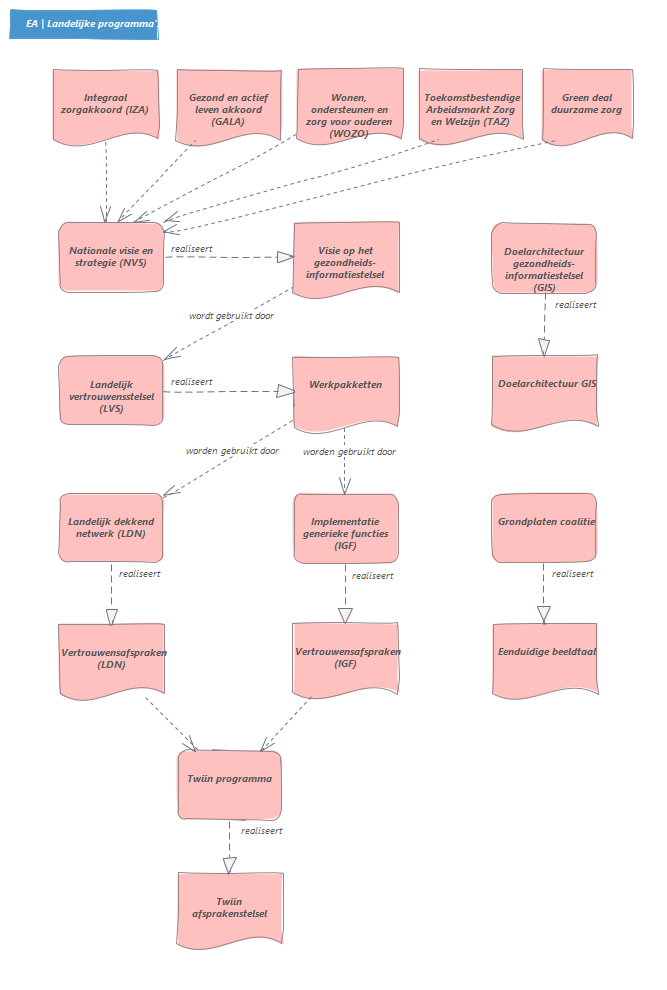 EA | Landelijke programma'
Integraal
zorgakkoord (IZA)
Gezond en actief
leven akkoord
(GALA)
Wonen,
ondersteunen en
zorg voor ouderen
(WOZO)
Toekomstbestendige
Arbeidsmarkt Zorg
en Welzijn (TAZ)
Green deal
duurzame zorg
Nationale visie en
strategie (NVS)
realiseert
Visie op het
gezondheids-
informatiestelsel
Doelarchitectuur
gezondheids-
informatiestelsel
(GIS)
realiseert
wordt gebruikt door
Landelijk
vertrouwensstelsel
(LVS)
realiseert
Werkpakketten
Doelarchitectuur GIS
worden gebruikt door
worden gebruikt door
Landelijk dekkend
netwerk (LDN)
Implementatie
generieke functies
(IGF)
Grondplaten coalitie
realiseert
realiseert
realiseert
Vertrouwensafspraken
(LDN)
Vertrouwensafspraken
(IGF)
Eenduidige beeldtaal
Twiin programma
realiseert
Twiin
afsprakenstelsel